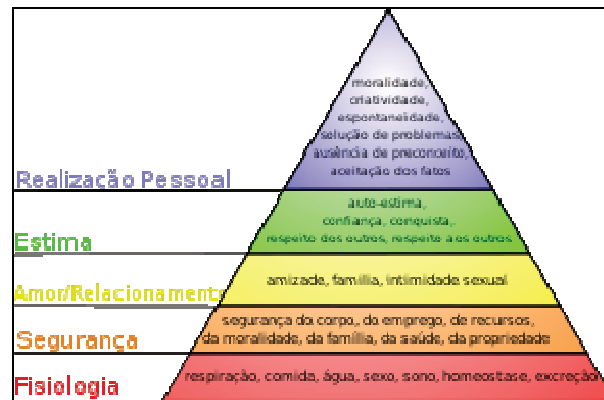 moralidade,
criatividade,
espontaneidade,
solução de problemas,
ausência de preconceito,
aceitação dos fatos
Realização Pessoal
auto-estima,
confiança, conquista,
respeito dos outros, respeito aos outros
Estima
amizade, família, intimidade sexual
Amor/Relacionamento
segurança do corpo, do emprego, de recursos,
da moralidade, da família, da saúde, da propriedade
Segurança
respiração, comida, água, sexo, sono, homeostase, excreção
Fisiologia